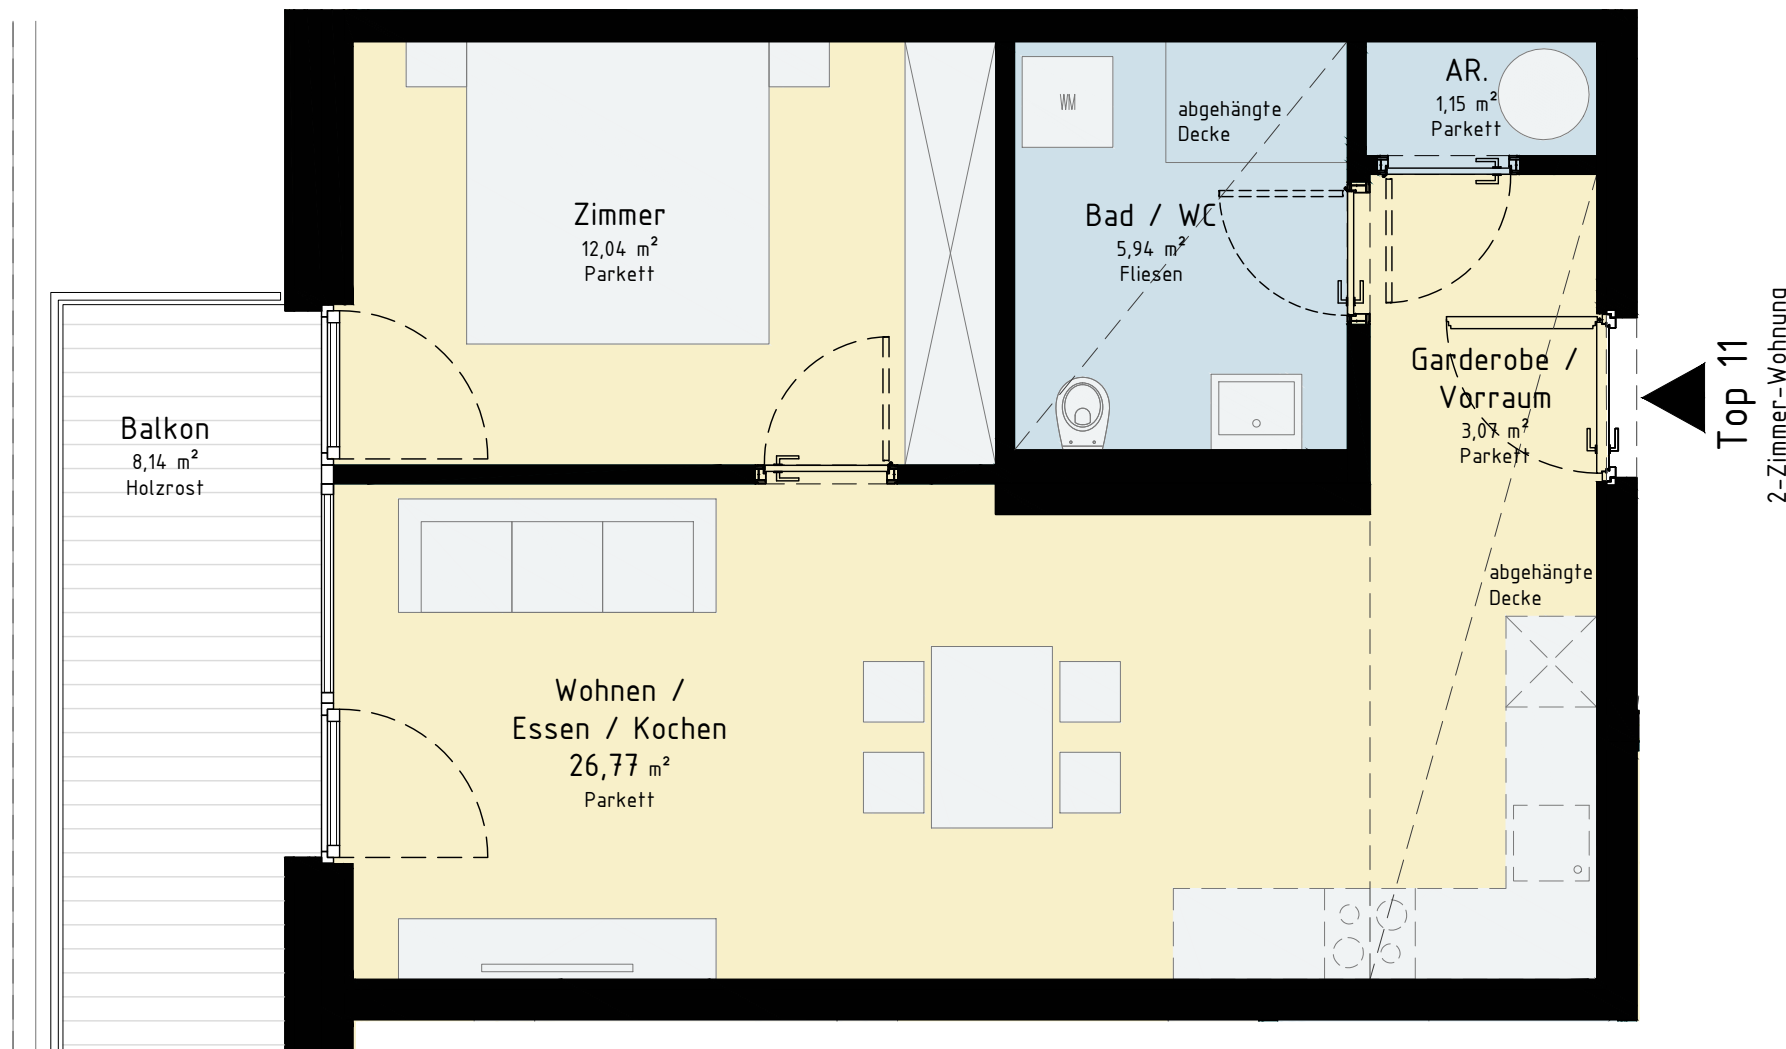 Zimmer
12,04 m²
Parkett
WM
abgehängte
Decke
Bad / WC
5,94 m²
Fliesen
AR.
1,15 m²
Parkett
Garderobe /
Vorraum
3,07 m²
Parkett
Top 11
2-Zimmer-Wohnung
Balkon
8,14 m²
Holzrost
abgehängte
Decke
Wohnen /
Essen / Kochen
26,77 m²
Parkett